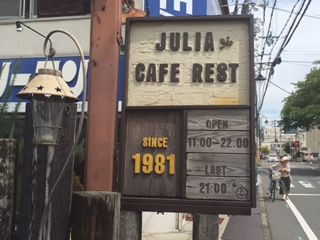 JULIA
CAFE REST
SINCE
1981
OPEN
11:00~22:00
LAST
21:00